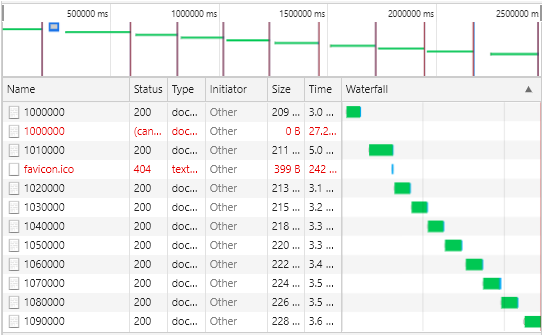 500000 ms 1000000 ms 1500000 ms 2000000 ms 2500000 m
Name Status Type Initiator Size Time Waterfall
1000000 200 doc... Other 209 ... 3.0 ...
1000000 (can... doc... Other 0 B 27.2...
1010000 200 doc... Other 211 ... 5.0 ...
favicon.ico 404 text... Other 399 B 242 ...
1020000 200 doc... Other 213 ... 3.1 ...
1030000 200 doc... Other 215 ... 3.2 ...
1040000 200 doc... Other 218 ... 3.3 ...
1050000 200 doc... Other 220 ... 3.3 ...
1060000 200 doc... Other 222 ... 3.4 ...
1070000 200 doc... Other 224 ... 3.5 ...
1080000 200 doc... Other 226 ... 3.5 ...
1090000 200 doc... Other 228 ... 3.6 ...